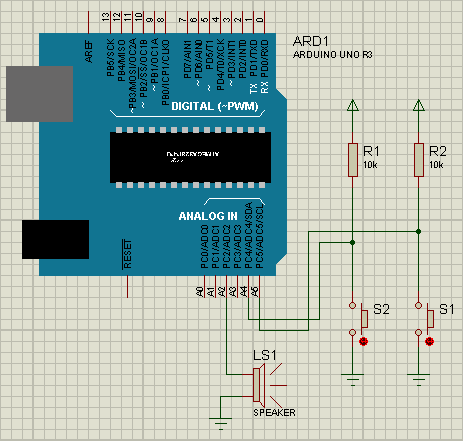 13
12
11
10
9
8
7
6
5
4
3
2
1
0
AREF
PB5/SCK
PB4/MISO
~PB3/MOSI/OC2A
~PB2/SS/OC1B
~PB1/OC1A
PB0/ICP1/CLKO
PD7/AIN1
~PD6/AIN0
~PD5/T1
PD4/T0/XCK
~PD3/INT1
PD2/INT0
PD1/TXD
PD0/RXD
TX
RX
DIGITAL (~PWM)
ARD1
ARDUINO UNO R3
ANALOG IN
RESET
PC0/ADC0
PC1/ADC1
PC2/ADC2
PC3/ADC3
PC4/ADC4/SDA
PC5/ADC5/SCL
A0
A1
A2
A3
A4
A5
R1
10k
R2
10k
S2
S1
LS1
SPEAKER